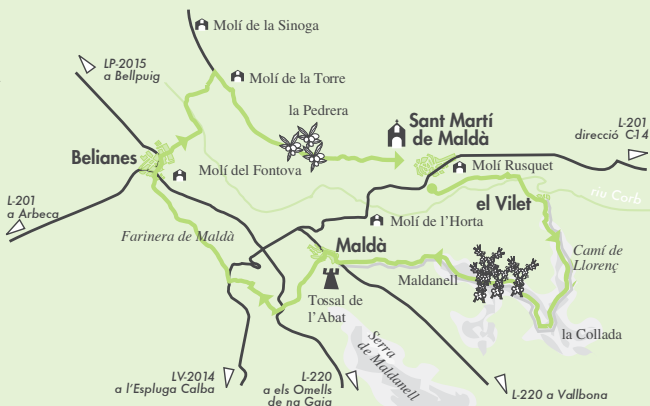 Molí de la Sinoga
LP-2015
a Bellpuig
Molí de la Torre
la Pedrera
Sant Martí
de Maldà
L-201
direcció C-14
Belianes
Molí del Fontova
Molí Rusquet
riu Corb
L-201
a Arbeca
el Vilet
Molí de l'Horta
Farinera de Maldà
Maldà
Camí de
Llorenç
Maldanell
Tossal de
l'Abat
la Collada
Serra
de Maldanell
LV-2014
a l'Espluga Calba
L-220
a els Omells
de na Gaia
L-220 a Vallbona